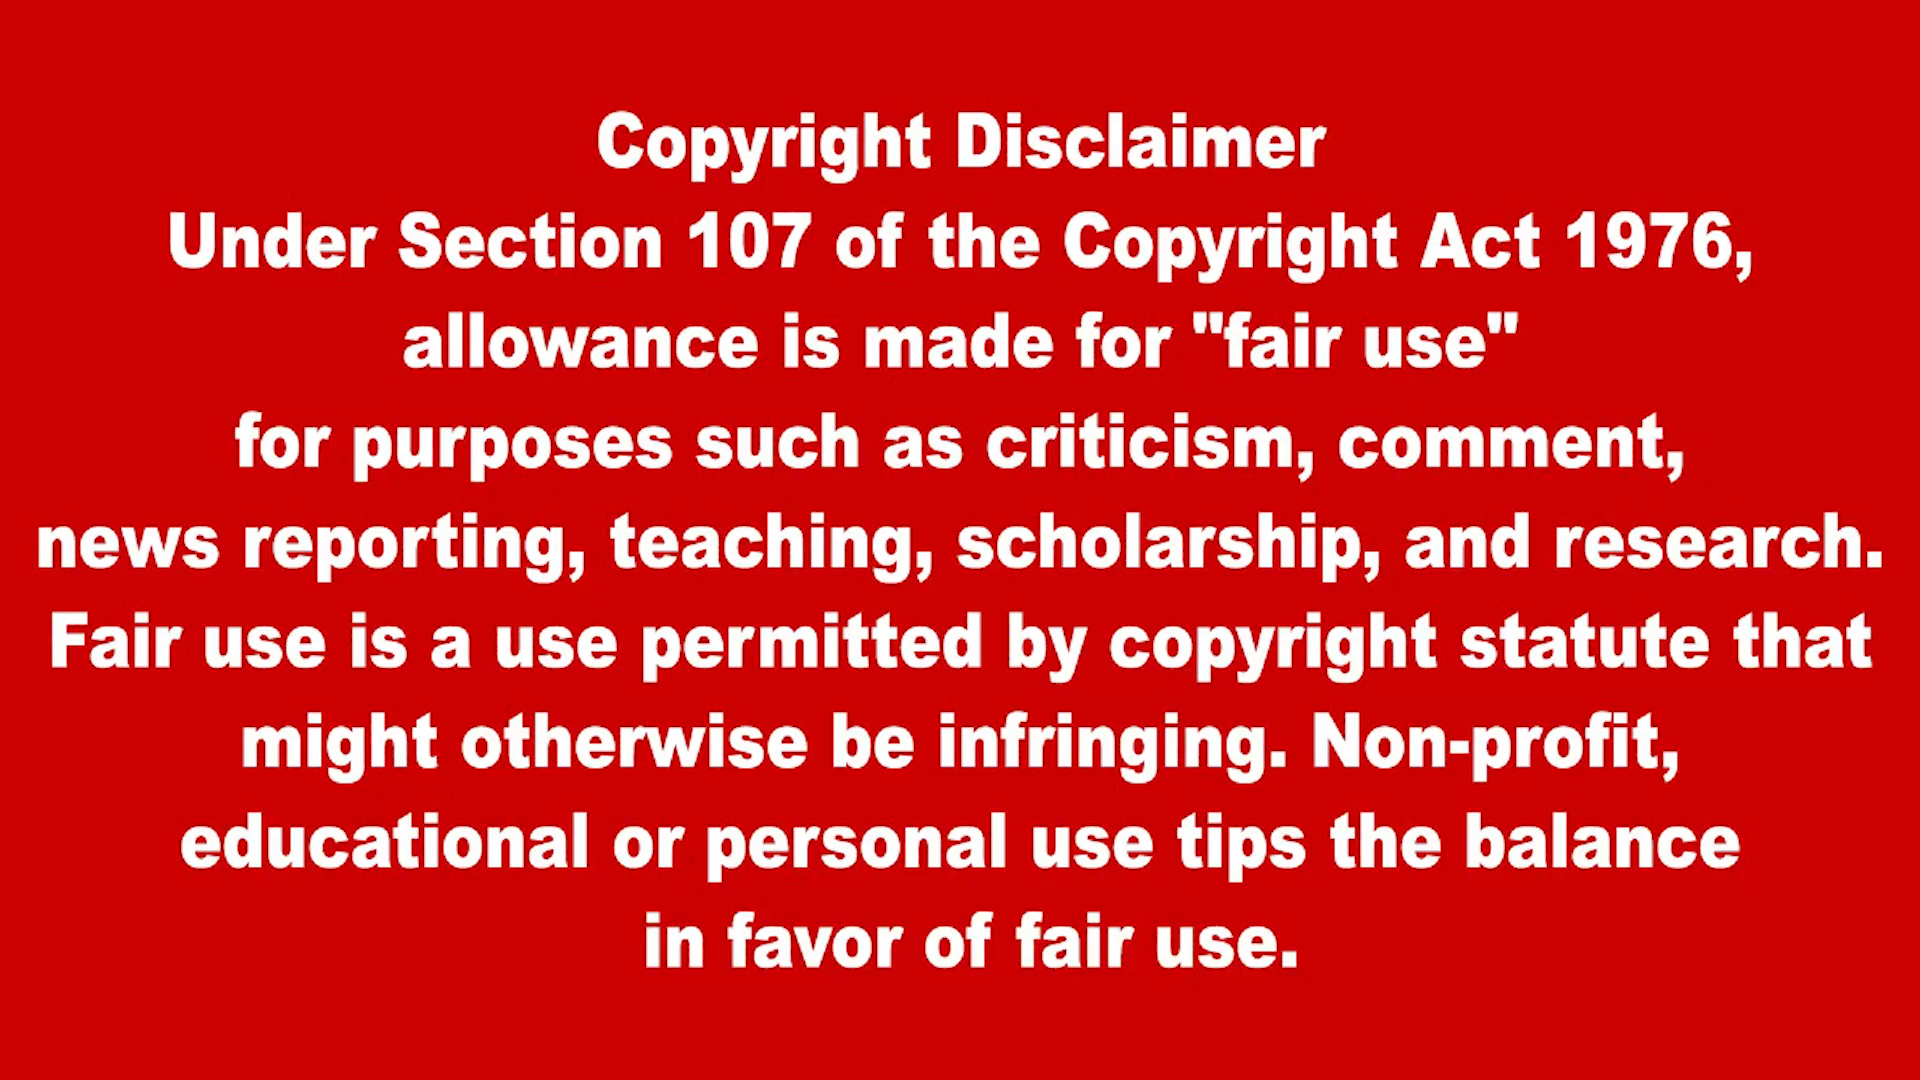 Copyright Disclaimer
Under Section 107 of the Copyright Act 1976,
allowance is made for "fair use"
for purposes such as criticism, comment,
news reporting, teaching, scholarship, and research.
Fair use is a use permitted by copyright statute that
might otherwise be infringing. Non-profit,
educational or personal use tips the balance
in favor of fair use.